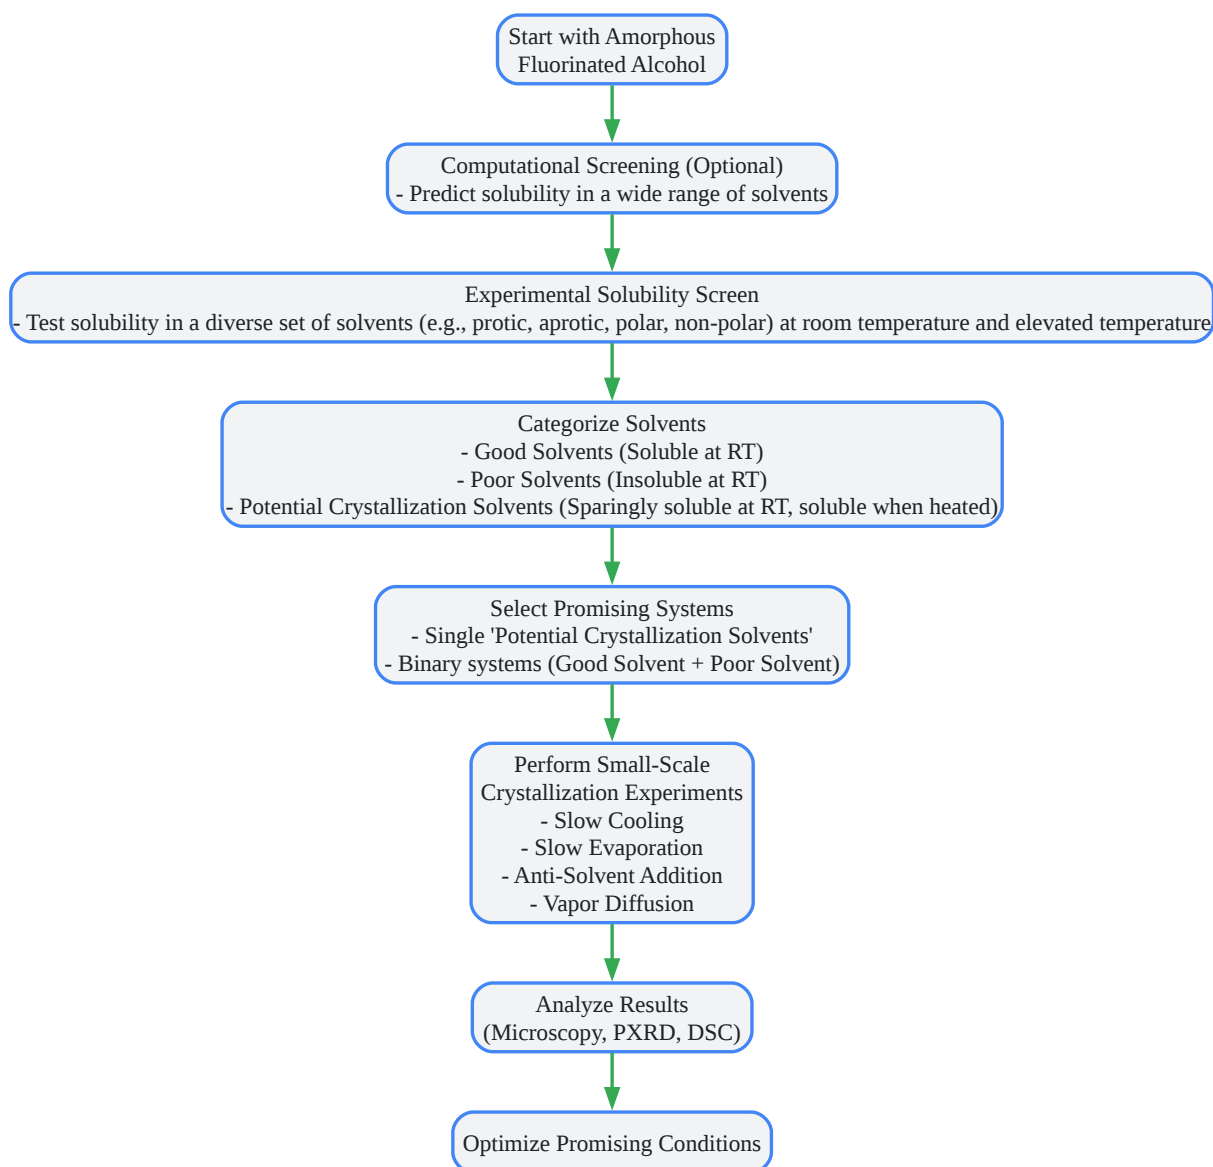 Start with Amorphous
Fluorinated Alcohol
Computational Screening (Optional)
- Predict solubility in a wide range of solvents
Experimental Solubility Screen
- Test solubility in a diverse set of solvents (e.g., protic, aprotic, polar, non-polar) at room temperature and elevated temperature
Categorize Solvents
- Good Solvents (Soluble at RT)
- Poor Solvents (Insoluble at RT)
- Potential Crystallization Solvents (Sparingly soluble at RT, soluble when heated)
Select Promising Systems
- Single 'Potential Crystallization Solvents'
- Binary systems (Good Solvent + Poor Solvent)
Perform Small-Scale
Crystallization Experiments
- Slow Cooling
- Slow Evaporation
- Anti-Solvent Addition
- Vapor Diffusion
Analyze Results
(Microscopy, PXRD, DSC)
Optimize Promising Conditions